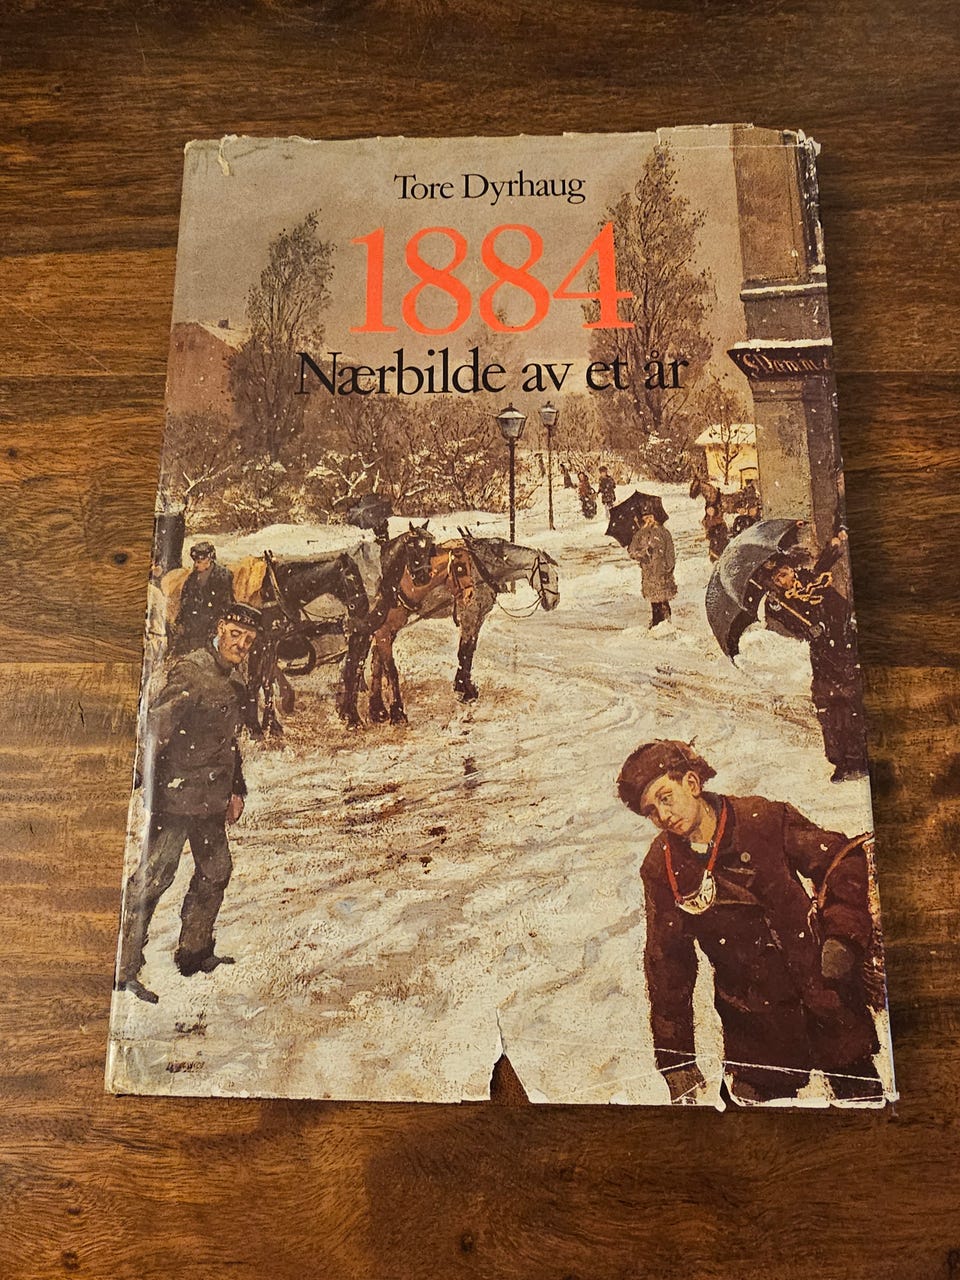 Tore Dyrhaug
1884
Nærbilde av et år